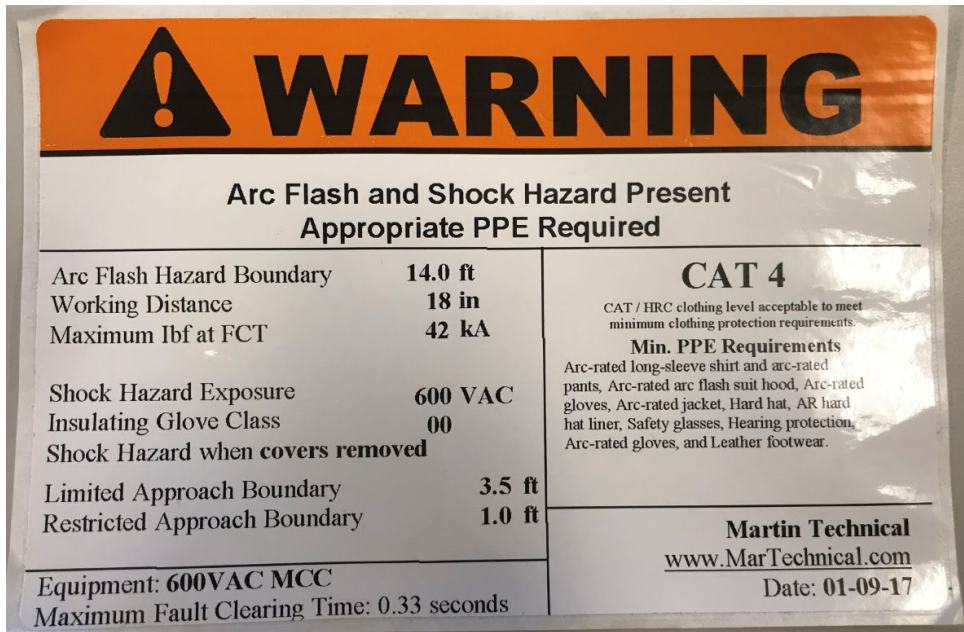 WARNING
Arc Flash and Shock Hazard Present
Appropriate PPE Required
Arc Flash Hazard Boundary 14.0 ft
Working Distance 18 in
Maximum Ibf at FCT 42 kA
Shock Hazard Exposure 600 VAC
Insulating Glove Class 00
Shock Hazard when covers removed
Limited Approach Boundary 3.5 ft
Restricted Approach Boundary 1.0 ft
Equipment: 600VAC MCC
Maximum Fault Clearing Time: 0.33 seconds
CAT 4
CAT / HRC clothing level acceptable to meet
minimum clothing protection requirements.
Min. PPE Requirements
Arc-rated long-sleeve shirt and arc-rated
pants, Arc-rated arc flash suit hood, Arc-rated
gloves, Arc-rated jacket, Hard hat, AR hard
hat liner, Safety glasses, Hearing protection,
Arc-rated gloves, and Leather footwear.
Martin Technical
www.MarTechnical.com
Date: 01-09-17